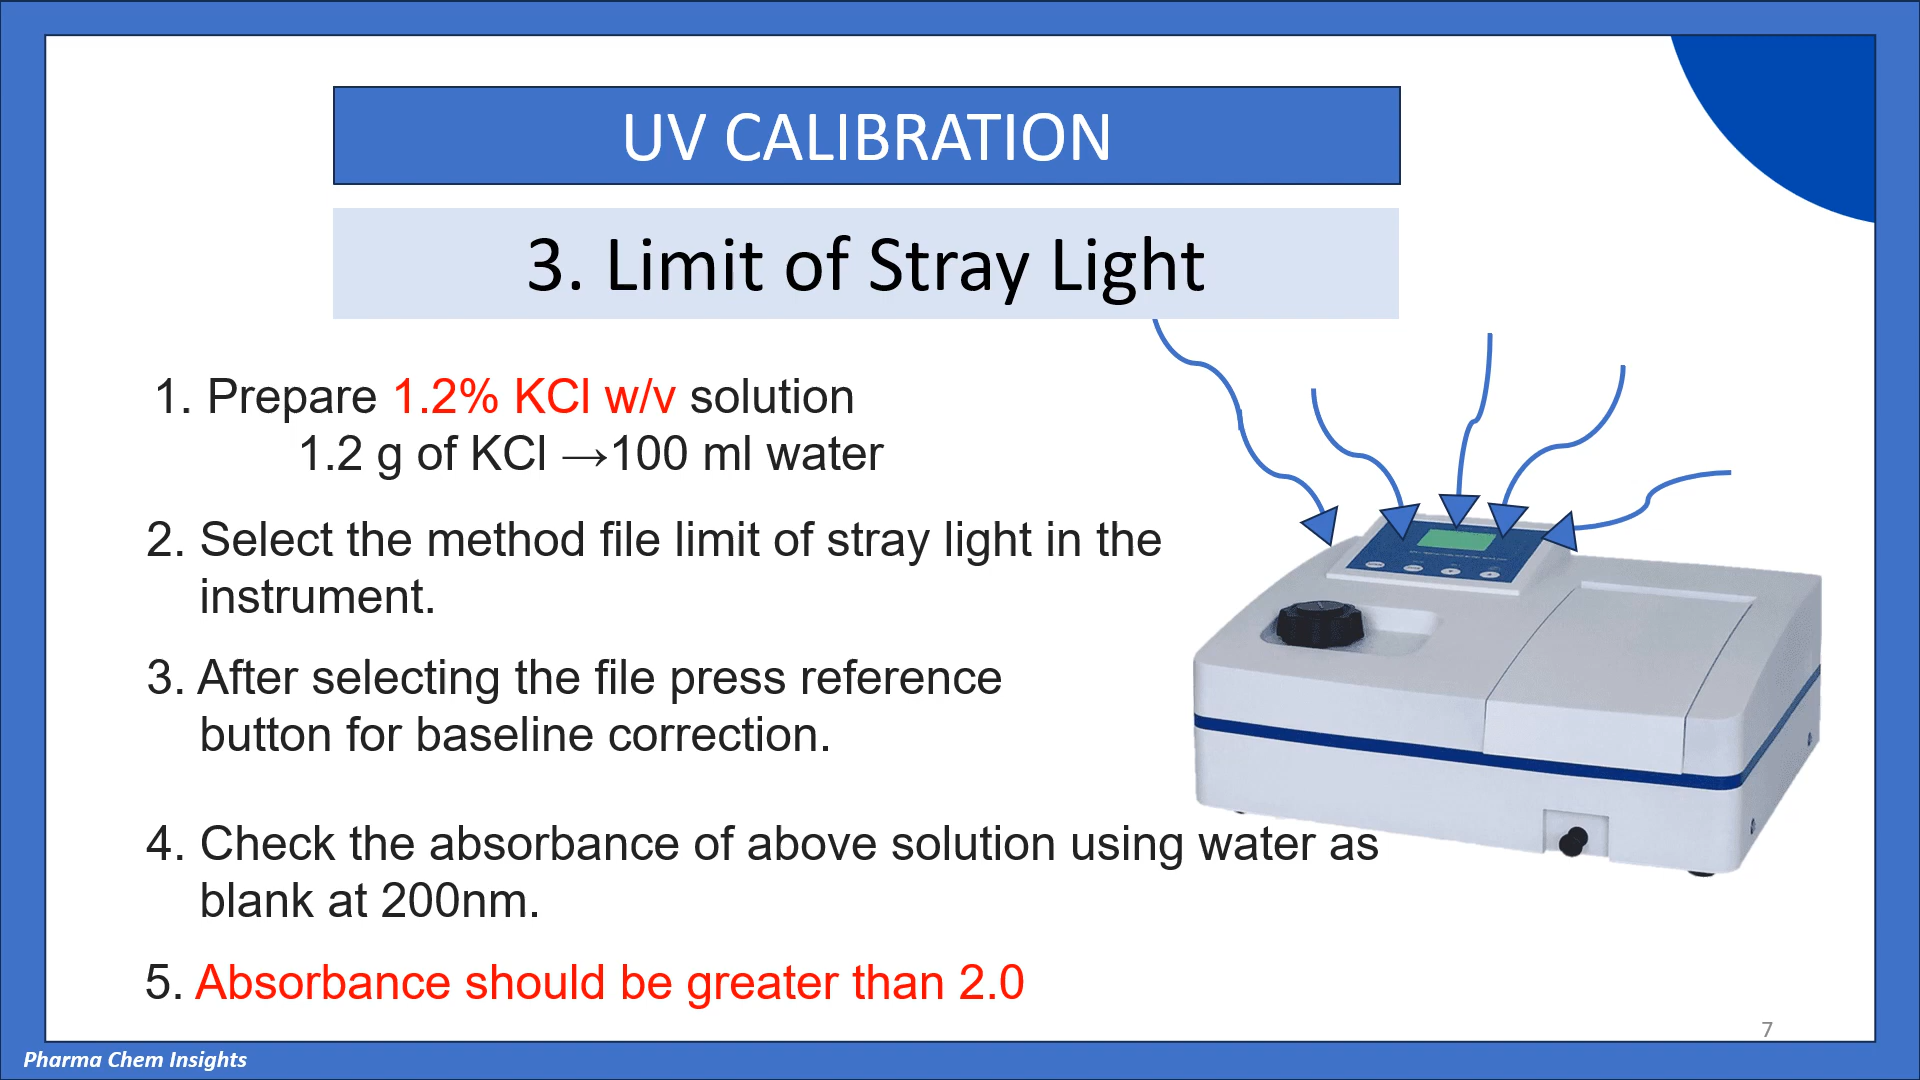 UV CALIBRATION
3. Limit of Stray Light
1. Prepare 1.2% KCl w/v solution
1.2 g of KCl →100 ml water
2. Select the method file limit of stray light in the
instrument.
3. After selecting the file press reference
button for baseline correction.
4. Check the absorbance of above solution using water as
blank at 200nm.
5. Absorbance should be greater than 2.0
7
Pharma Chem Insights